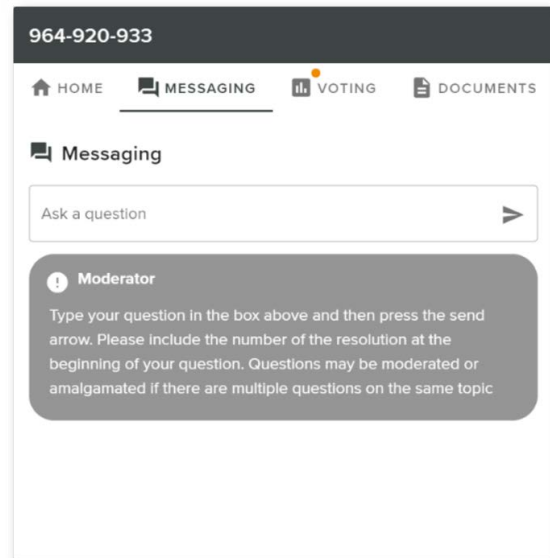 964-920-933
HOME MESSAGING VOTING DOCUMENTS
Messaging
Ask a question
Moderator
Type your question in the box above and then press the send
arrow. Please include the number of the resolution at the
beginning of your question. Questions may be moderated or
amalgamated if there are multiple questions on the same topic